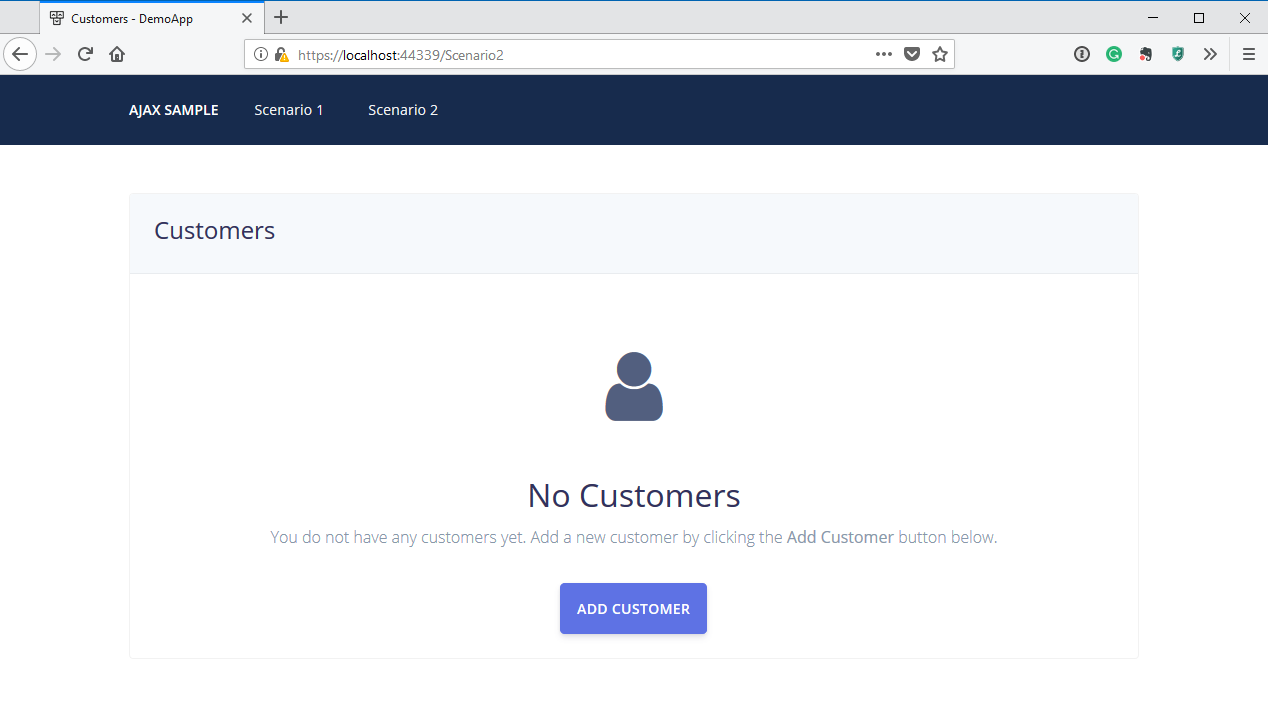 Customers - DemoApp
https://localhost:44339/Scenario2
AJAX SAMPLE Scenario 1 Scenario 2
Customers
No Customers
You do not have any customers yet. Add a new customer by clicking the Add Customer button below.
ADD CUSTOMER